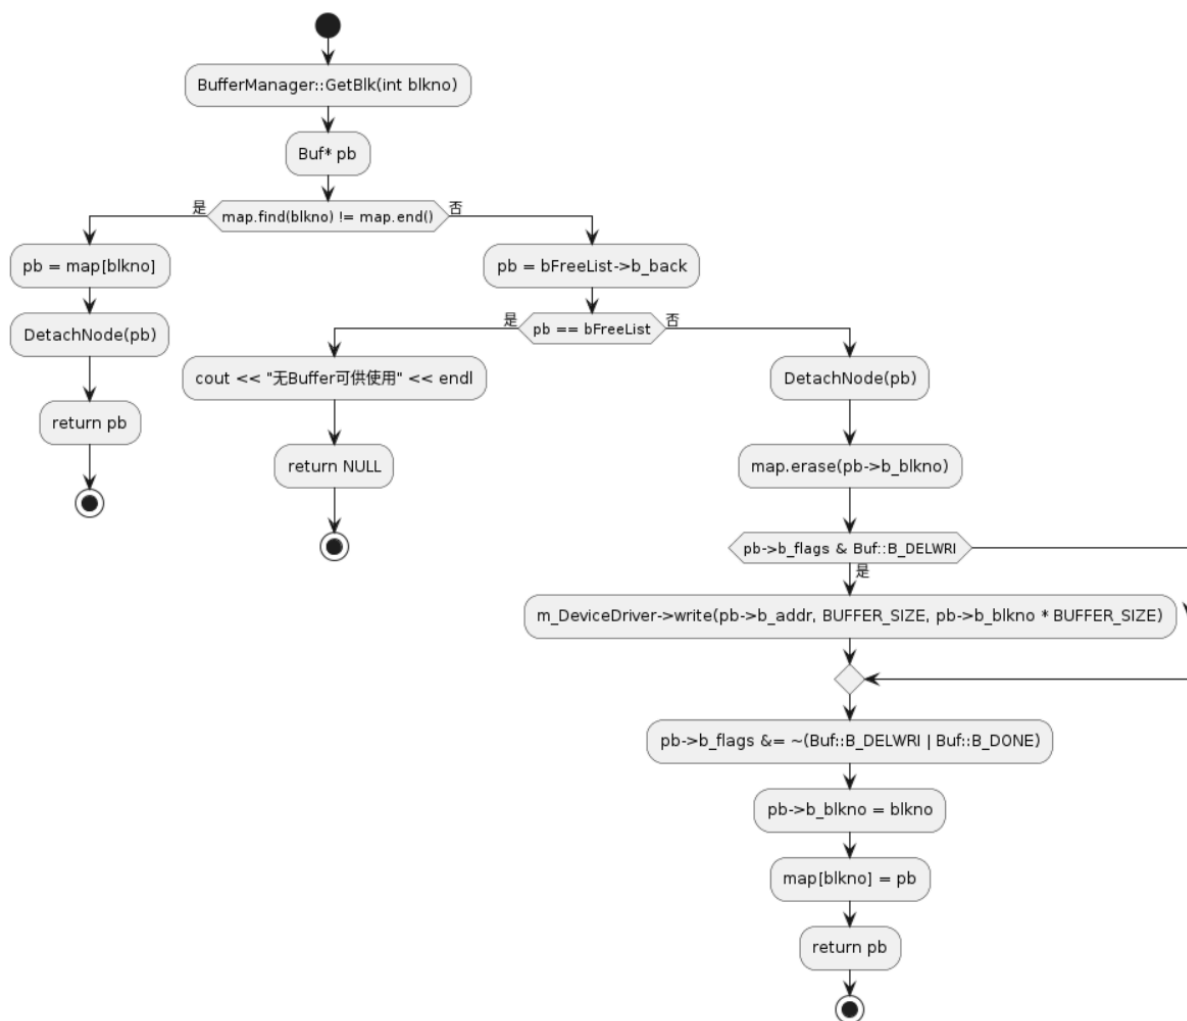 BufferManager::GetBlk(int blkno)
Buf* pb
是
map.find(blkno) != map.end()
否
pb = map[blkno]
DetachNode(pb)
return pb
pb = bFreeList->b_back
是
pb == bFreeList
否
cout << "无Buffer可供使用" << endl
return NULL
DetachNode(pb)
map.erase(pb->b_blkno)
pb->b_flags & Buf::B_DELWRI
是
m_DeviceDriver->write(pb->b_addr, BUFFER_SIZE, pb->b_blkno * BUFFER_SIZE)
pb->b_flags &= ~(Buf::B_DELWRI | Buf::B_DONE)
pb->b_blkno = blkno
map[blkno] = pb
return pb